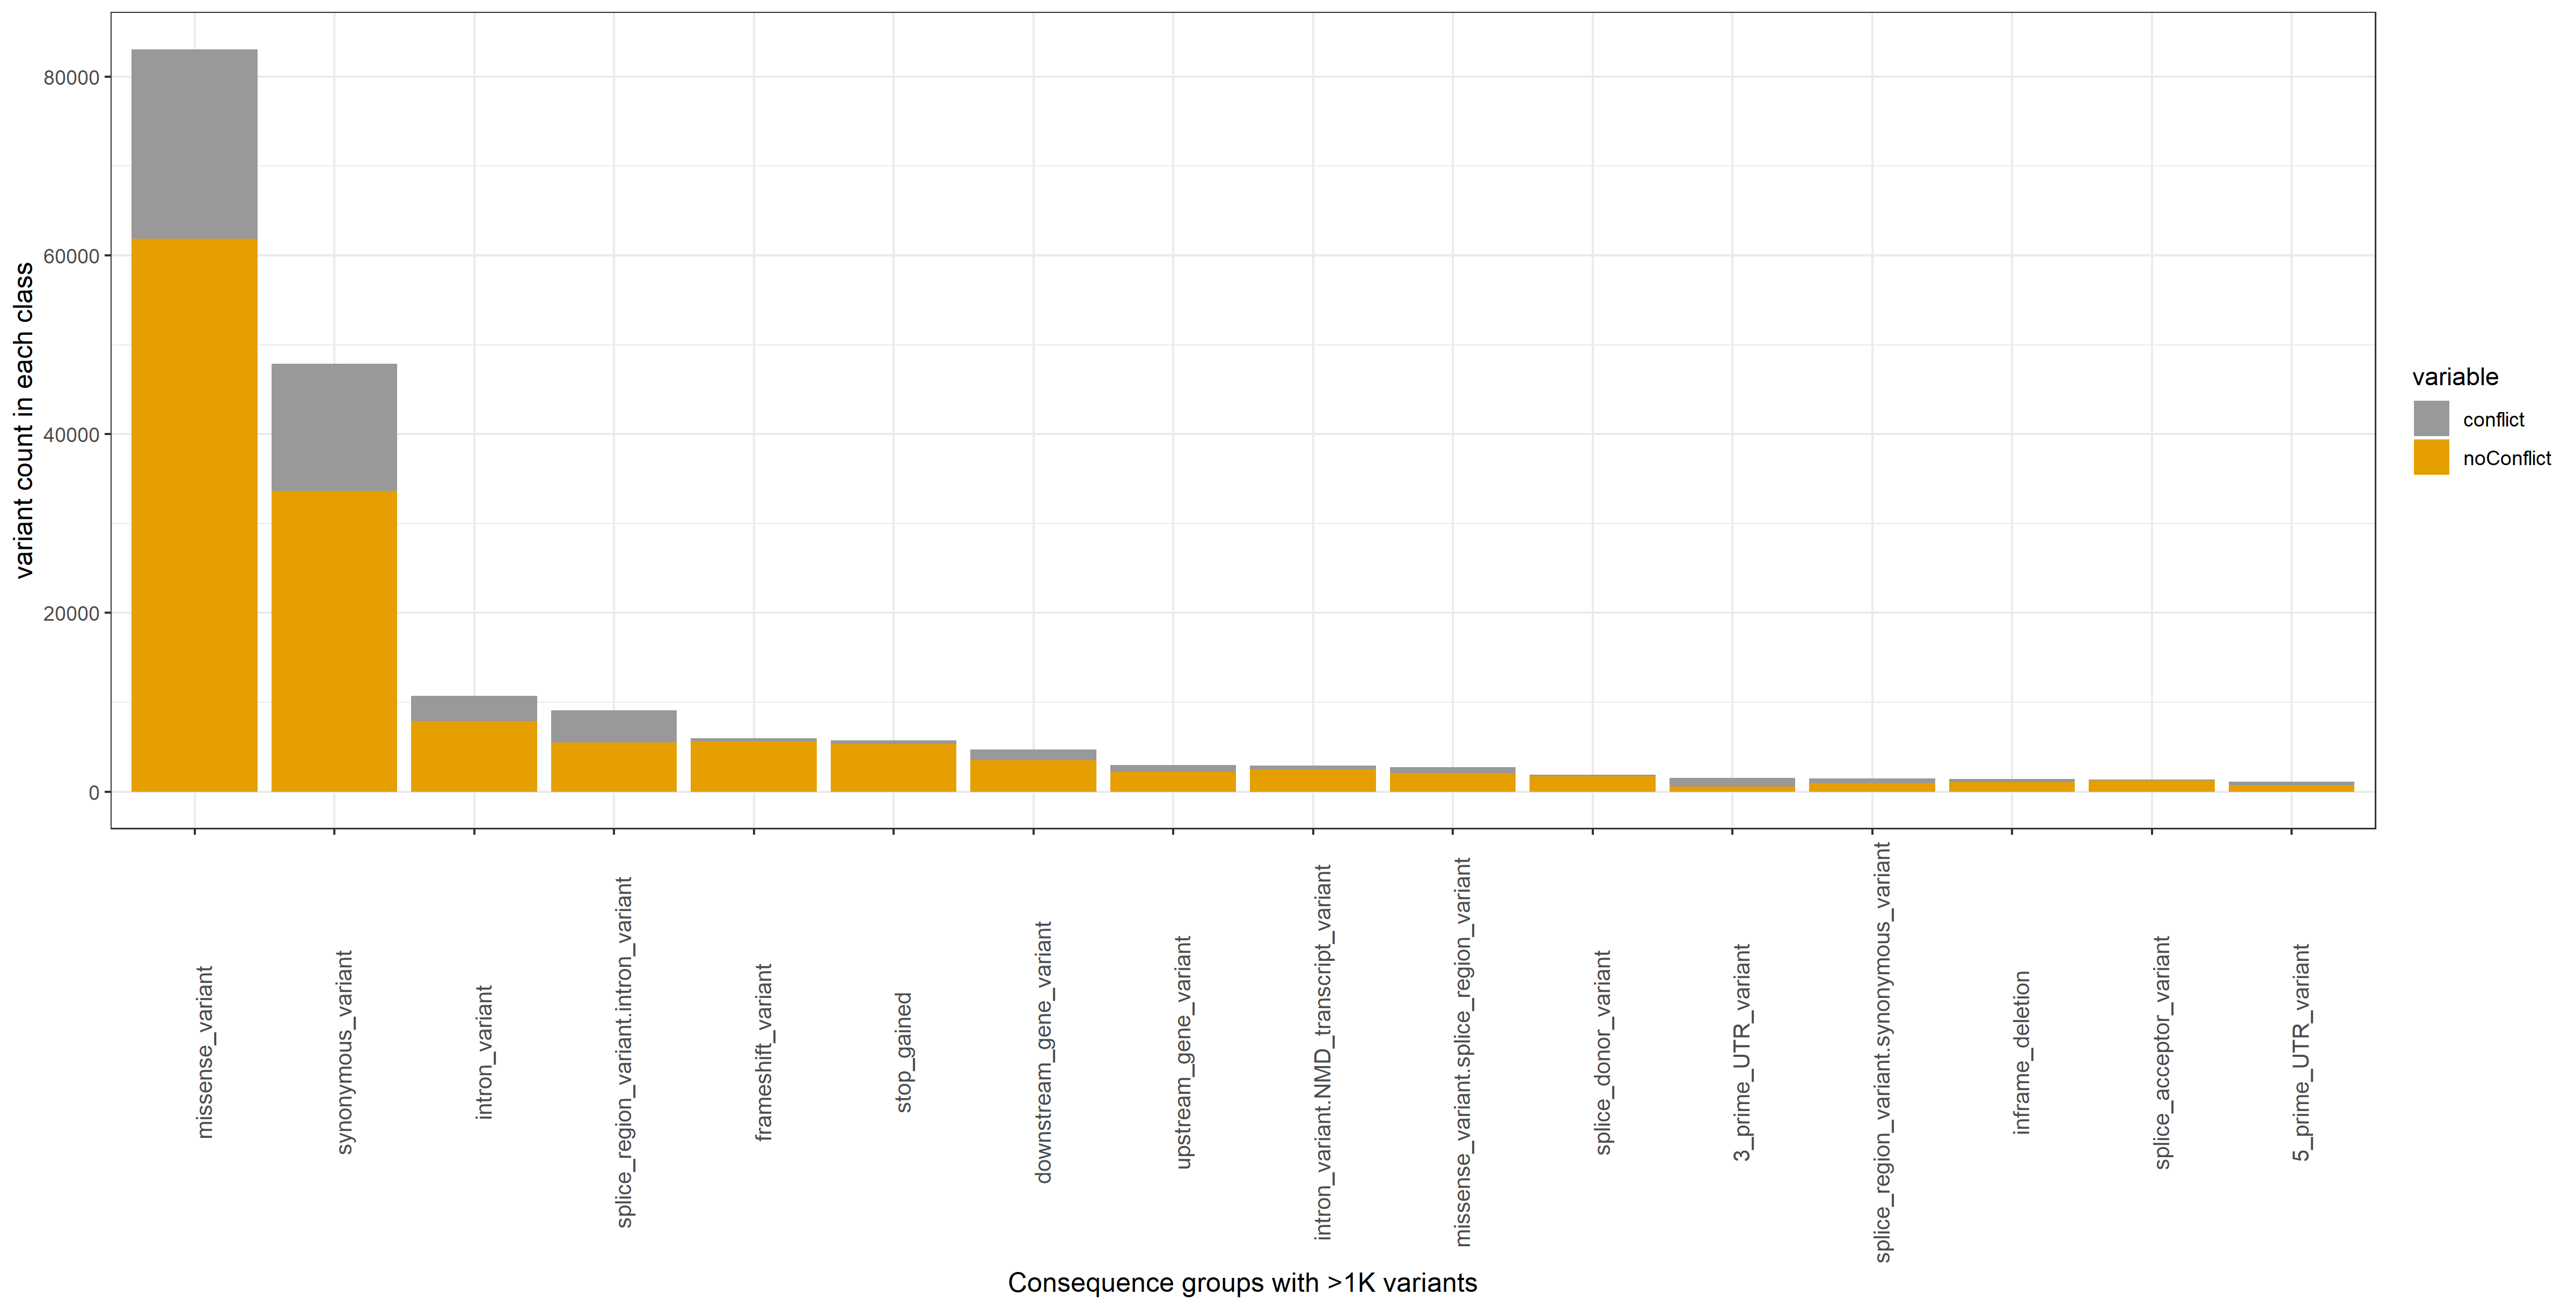 variant count in each class
80000
60000
40000
20000
0
missense_variant
synonymous_variant
intron_variant
splice_region_variant.intron_variant
frameshift_variant
stop_gained
downstream_gene_variant
upstream_gene_variant
intron_variant.NMD_transcript_variant
missense_variant.splice_region_variant
splice_donor_variant
3_prime_UTR_variant
splice_region_variant.synonymous_variant
inframe_deletion
splice_acceptor_variant
5_prime_UTR_variant
Consequence groups with >1K variants
variable
conflict
noConflict